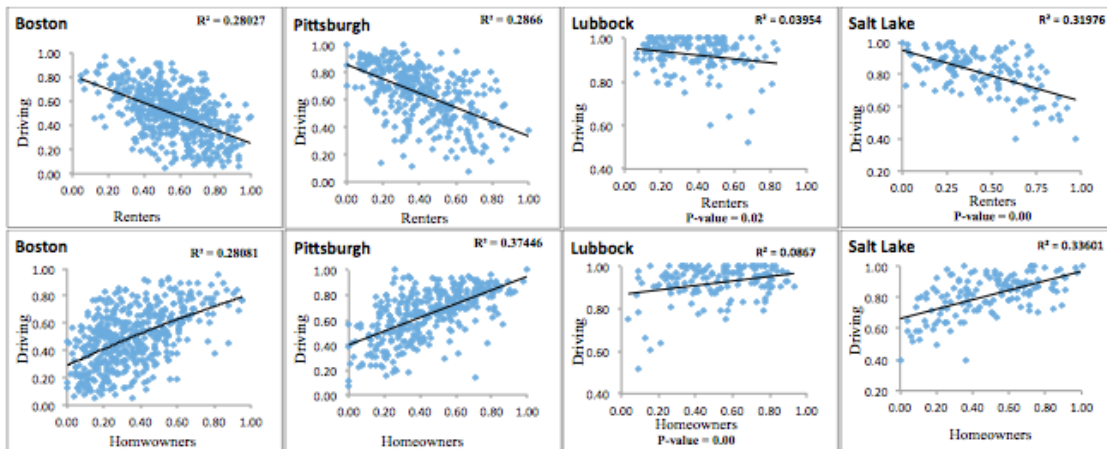 Boston
R² = 0.28027
1.00
0.80
0.60
0.40
0.20
0.00
Driving
0.00 0.20 0.40 0.60 0.80 1.00
Renters
Pittsburgh
R² = 0.2866
1.00
0.80
0.60
0.40
0.20
0.00
Driving
0.00 0.20 0.40 0.60 0.80 1.00
Renters
Lubbock
R² = 0.03954
1.00
0.80
0.60
0.40
Driving
0.00 0.20 0.40 0.60 0.80 1.00
Renters
P-value = 0.02
Salt Lake
R² = 0.31976
1.00
0.80
0.60
0.40
0.20
Driving
0.00 0.25 0.50 0.75 1.00
Renters
P-value = 0.00
Boston
R² = 0.28081
1.00
0.80
0.60
0.40
0.20
0.00
Driving
0.00 0.20 0.40 0.60 0.80 1.00
Homwowners
Pittsburgh
R² = 0.37446
1.00
0.80
0.60
0.40
0.20
0.00
Driving
0.00 0.20 0.40 0.60 0.80 1.00
Homeowners
Lubbock
R² = 0.0867
1.00
0.80
0.60
0.40
Driving
0.00 0.20 0.40 0.60 0.80 1.00
Homeowners
P-value = 0.00
Salt Lake
R² = 0.33601
1.00
0.80
0.60
0.40
0.20
Driving
0.00 0.20 0.40 0.60 0.80 1.00
Homeowners